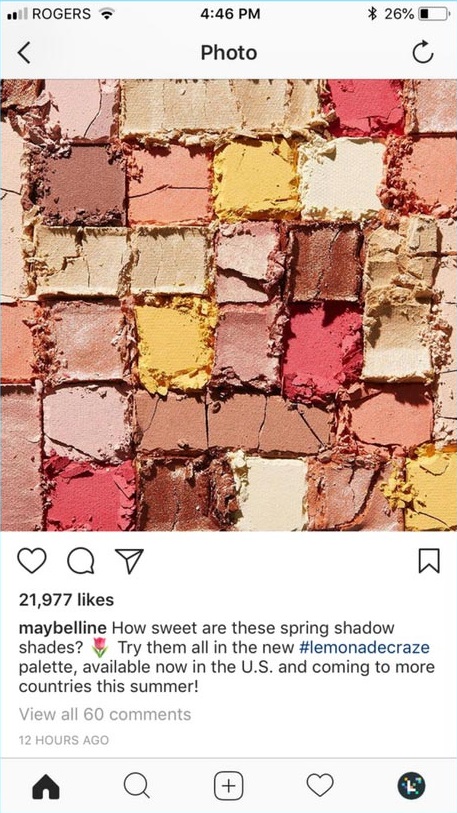 ROGERS 4:46 PM 26%
Photo
21,977 likes
maybelline How sweet are these spring shadow
shades? 🌷 Try them all in the new #lemonadecraze
palette, available now in the U.S. and coming to more
countries this summer!
View all 60 comments
12 HOURS AGO